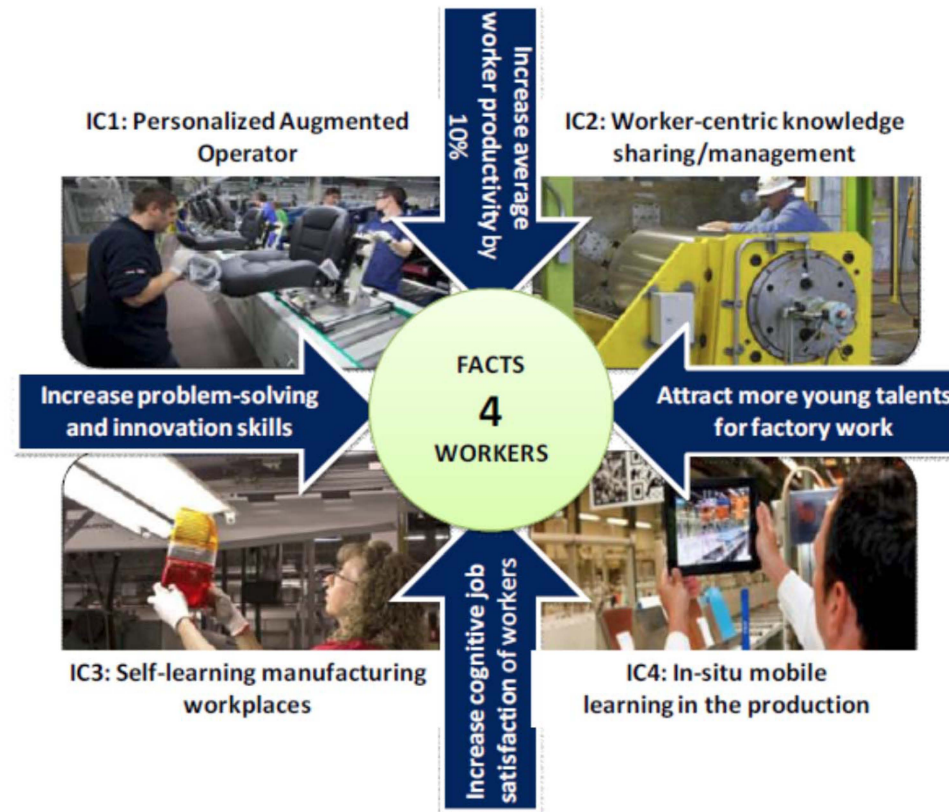 Increase average
worker productivity by
10%
IC1: Personalized Augmented
Operator
IC2: Worker-centric knowledge
sharing/management
FACTS
4
WORKERS
Increase problem-solving
and innovation skills
Attract more young talents
for factory work
IC3: Self-learning manufacturing
workplaces
IC4: In-situ mobile
learning in the production
Increase cognitive job
satisfaction of workers